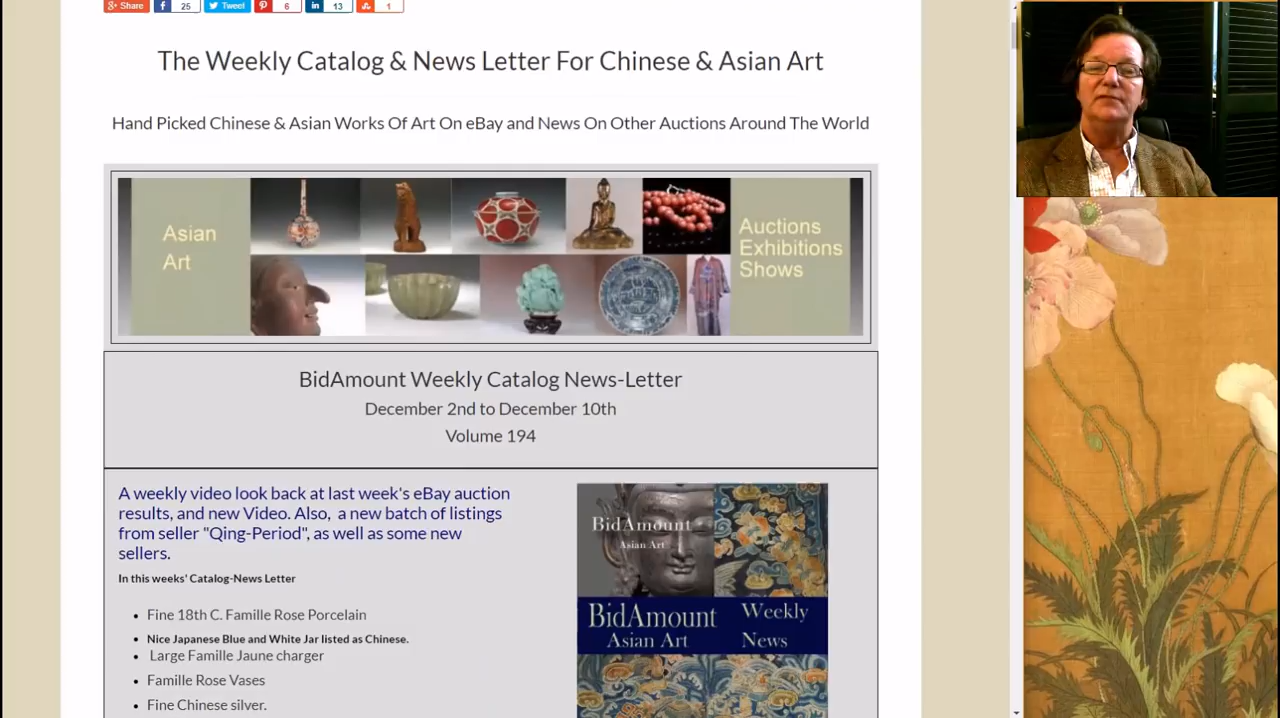 Share
25
Tweet
6
13
1
The Weekly Catalog & News Letter For Chinese & Asian Art
Hand Picked Chinese & Asian Works Of Art On eBay and News On Other Auctions Around The World
Asian
Art
Auctions
Exhibitions
Shows
BidAmount Weekly Catalog News-Letter
December 2nd to December 10th
Volume 194
A weekly video look back at last week's eBay auction
results, and new Video. Also, a new batch of listings
from seller "Qing-Period", as well as some new
sellers.
In this weeks' Catalog-News Letter
Fine 18th C. Famille Rose Porcelain
Nice Japanese Blue and White Jar listed as Chinese.
Large Famille Jaune charger
Famille Rose Vases
Fine Chinese silver.
BidAmount
Asian Art
BidAmount
Asian Art
Weekly
News